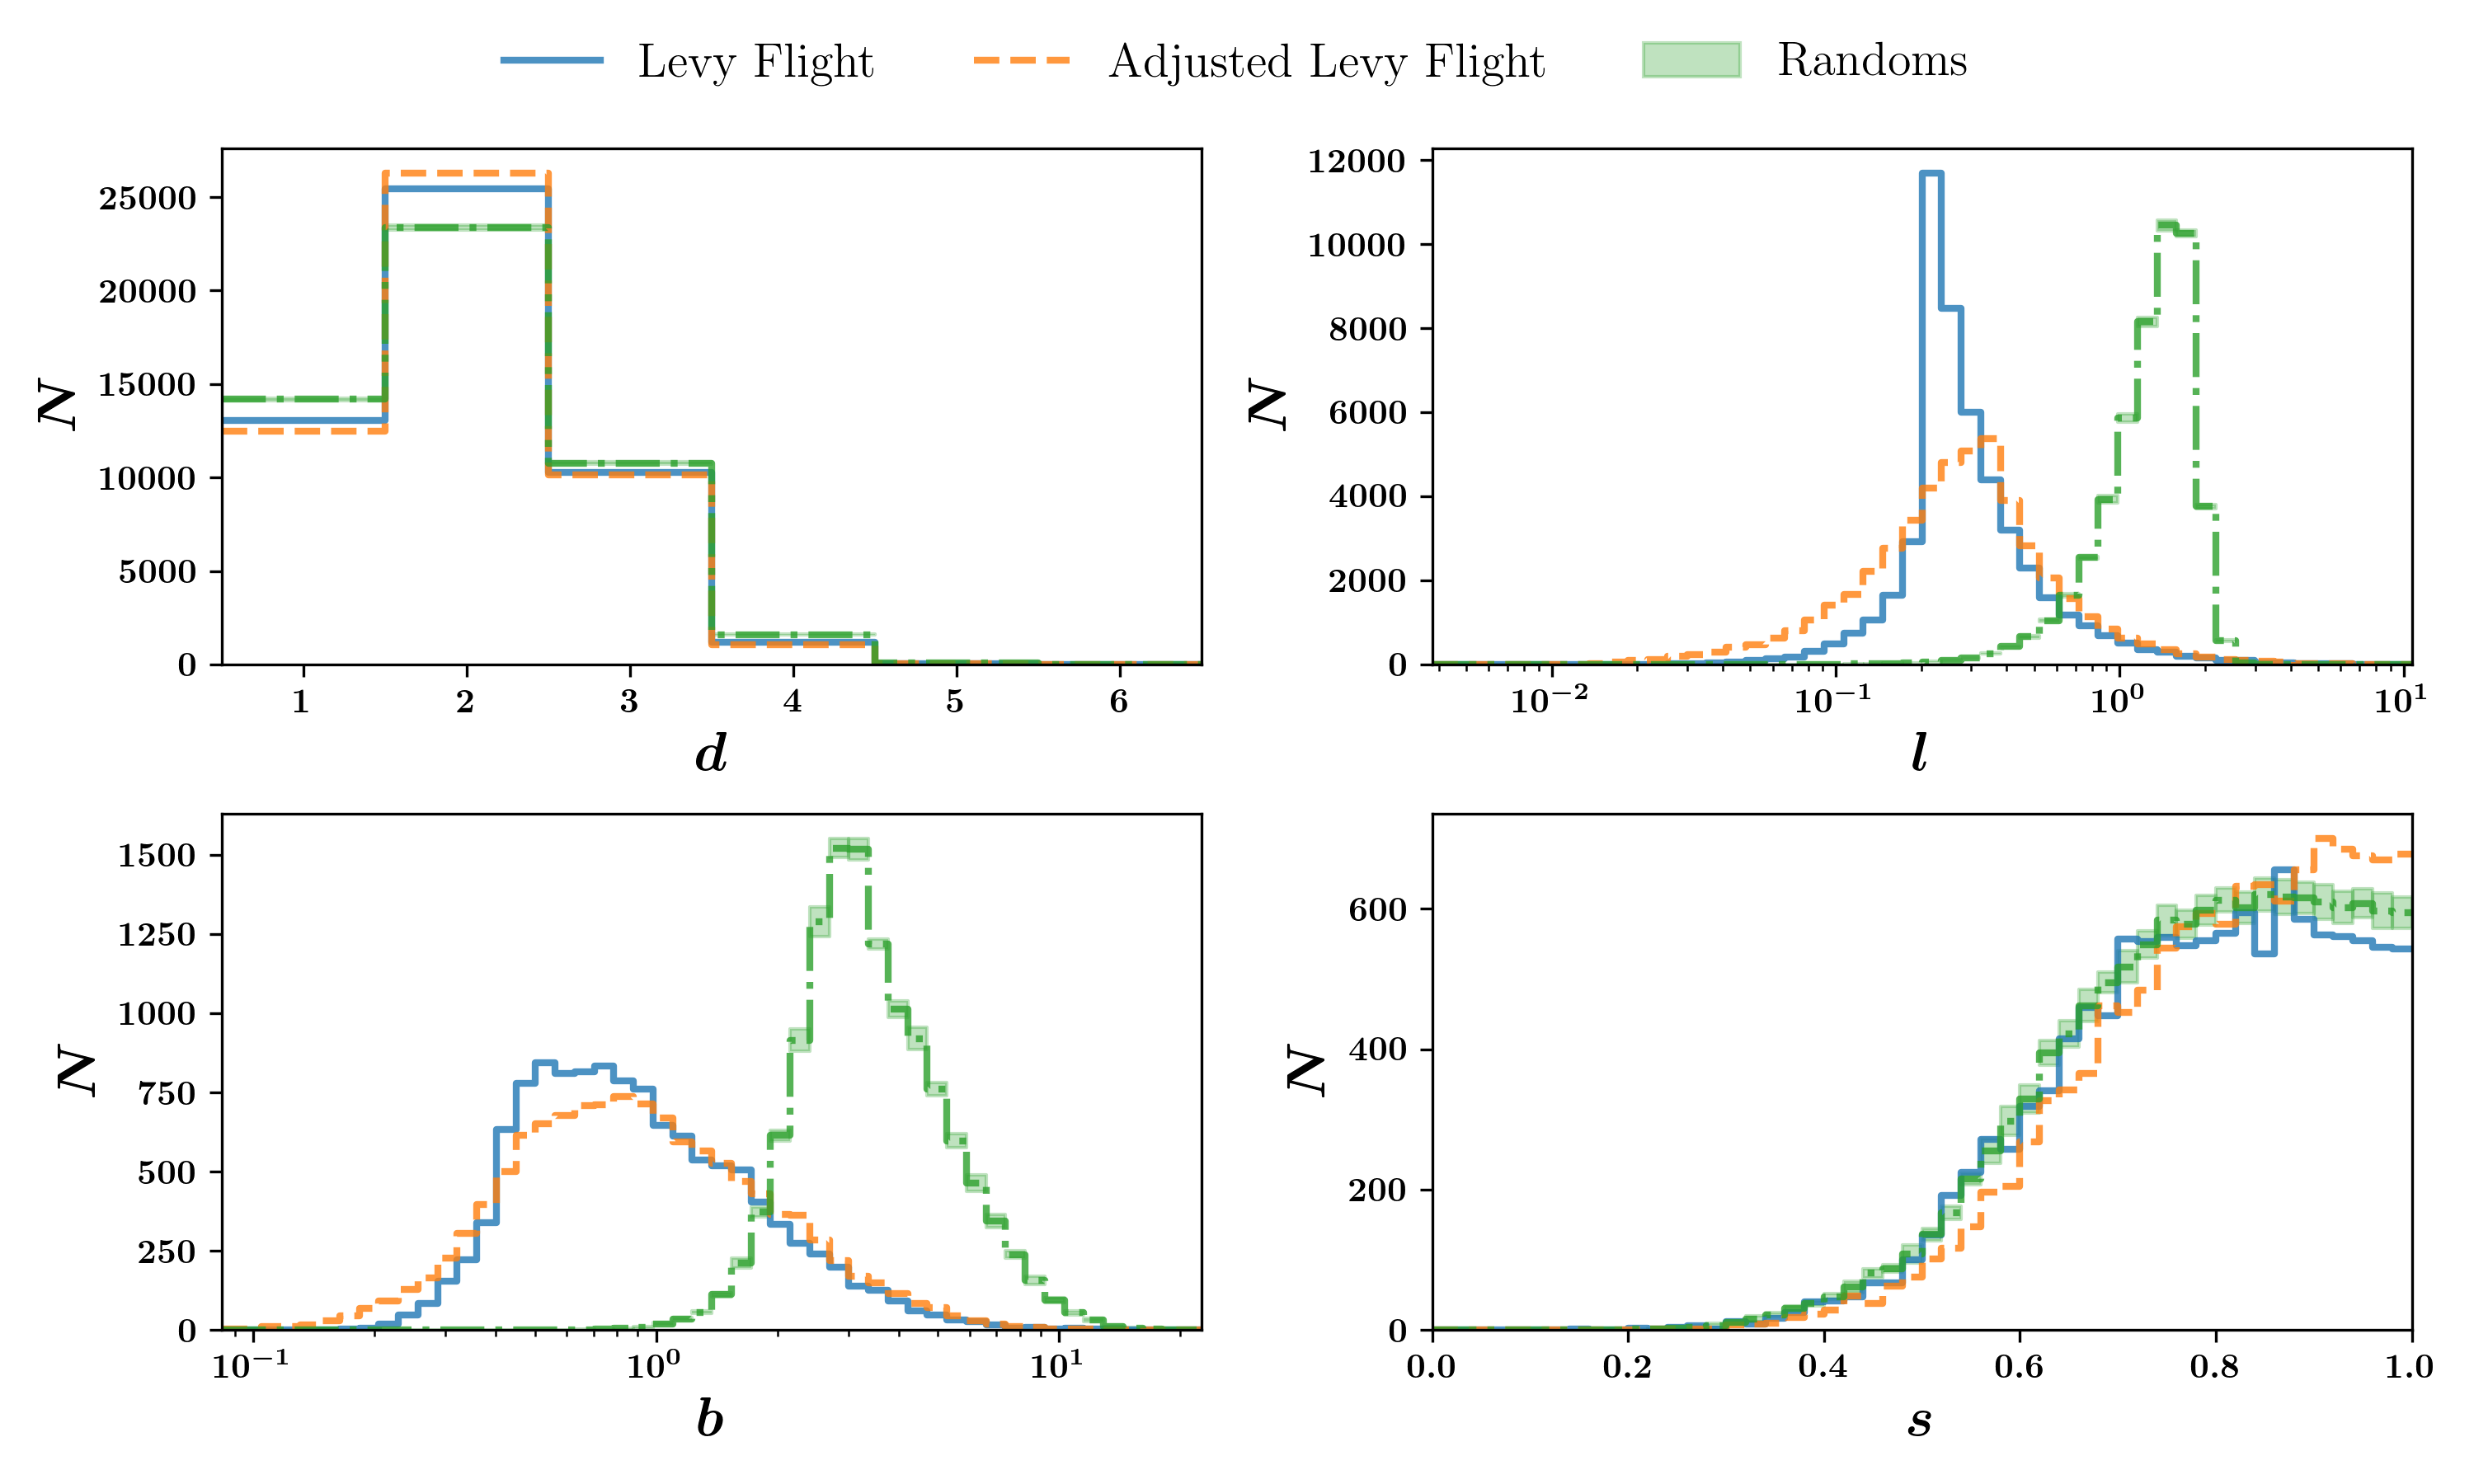 Levy Flight Adjusted Levy Flight Randoms
N
25000
20000
15000
10000
5000
0
1 2 3 4 5 6
d
N
12000
10000
8000
6000
4000
2000
0
10⁻² 10⁻¹ 10⁰ 10¹
l
N
1500
1250
1000
750
500
250
0
10⁻¹ 10⁰ 10¹
b
N
600
400
200
0
0.0 0.2 0.4 0.6 0.8 1.0
s